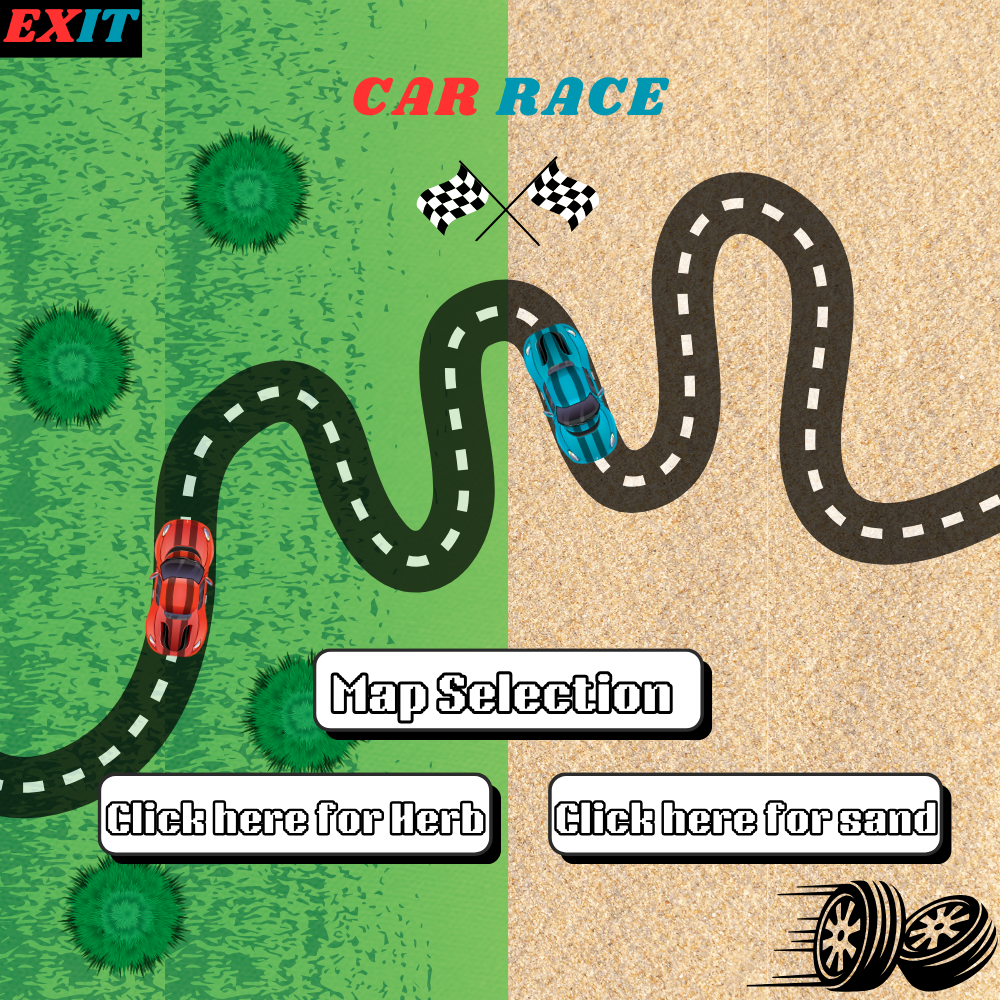 EXIT
CAR RACE
Map Selection
Click here for Herb
Click here for sand